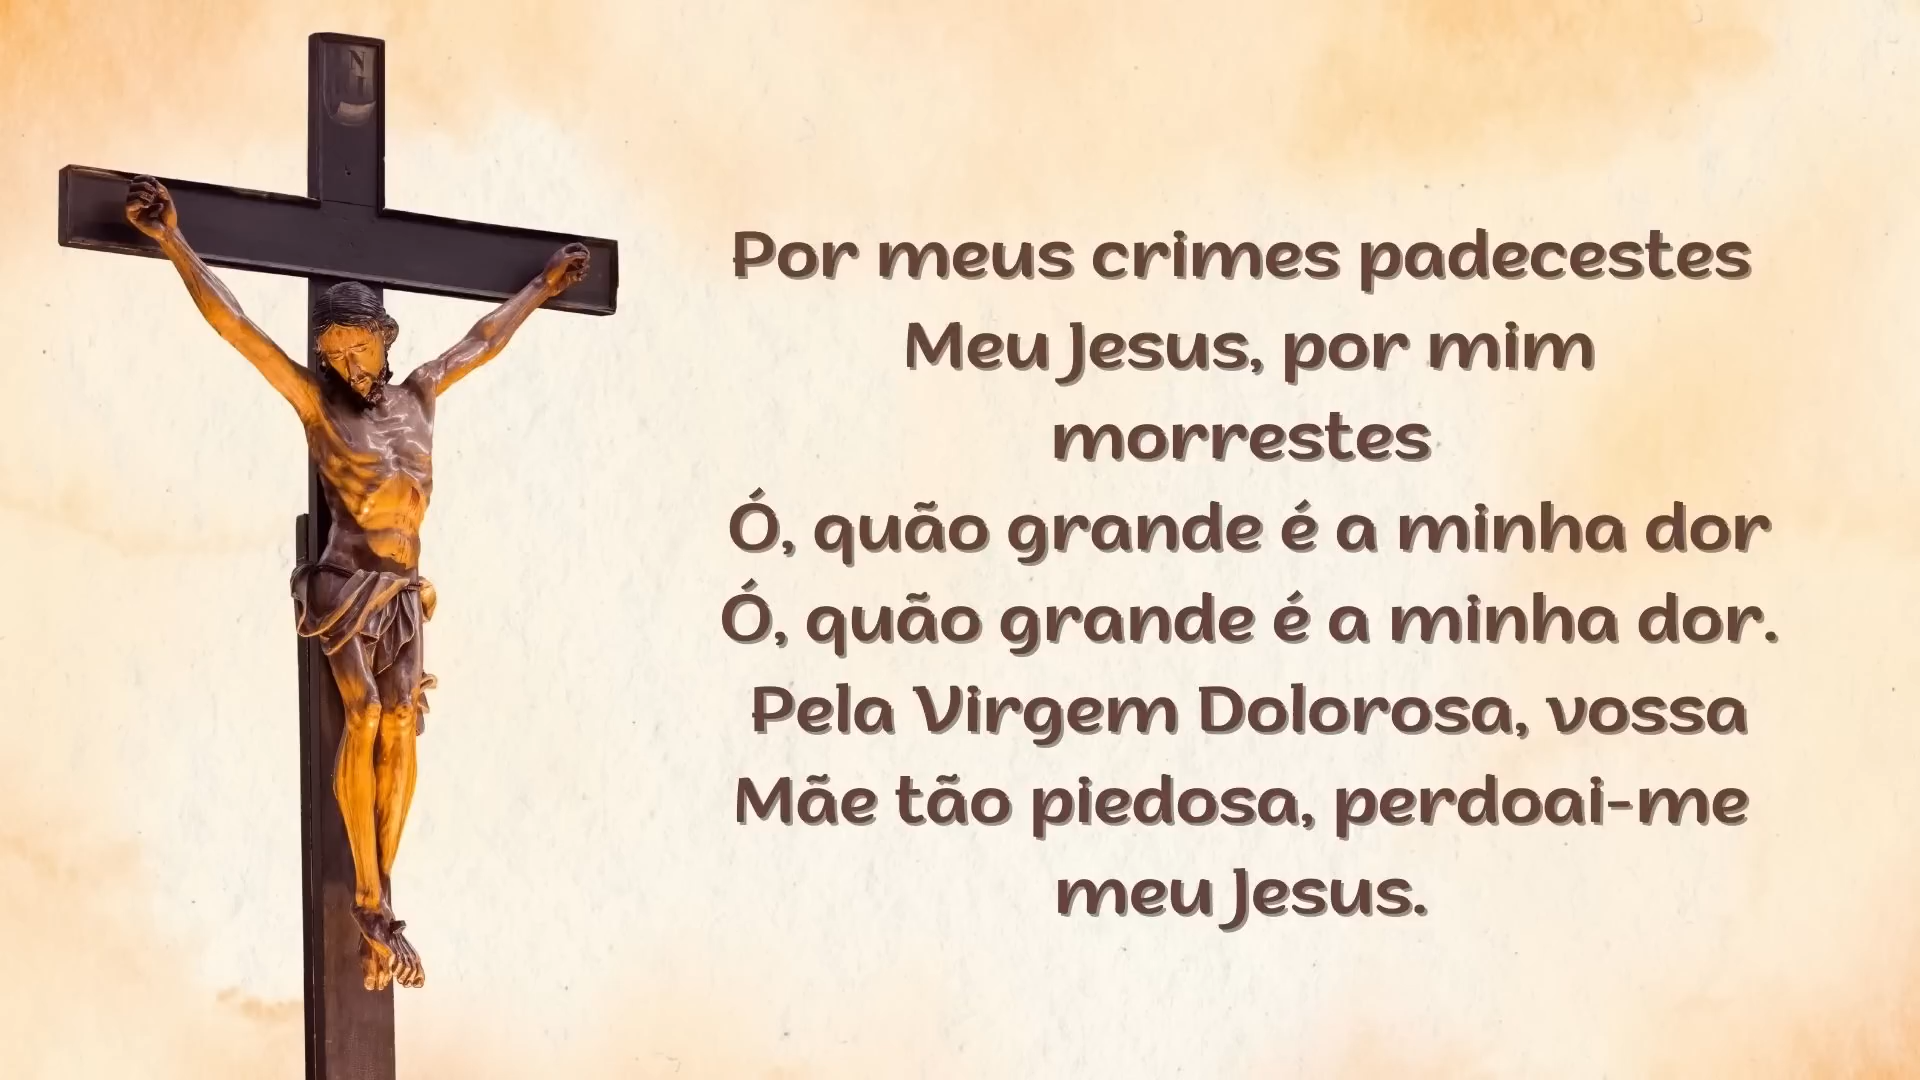 Por meus crimes padecestes
Meu Jesus, por mim
morrestes
Ó, quão grande é a minha dor
Ó, quão grande é a minha dor.
Pela Virgem Dolorosa, vossa
Mãe tão piedosa, perdoai-me
meu Jesus.